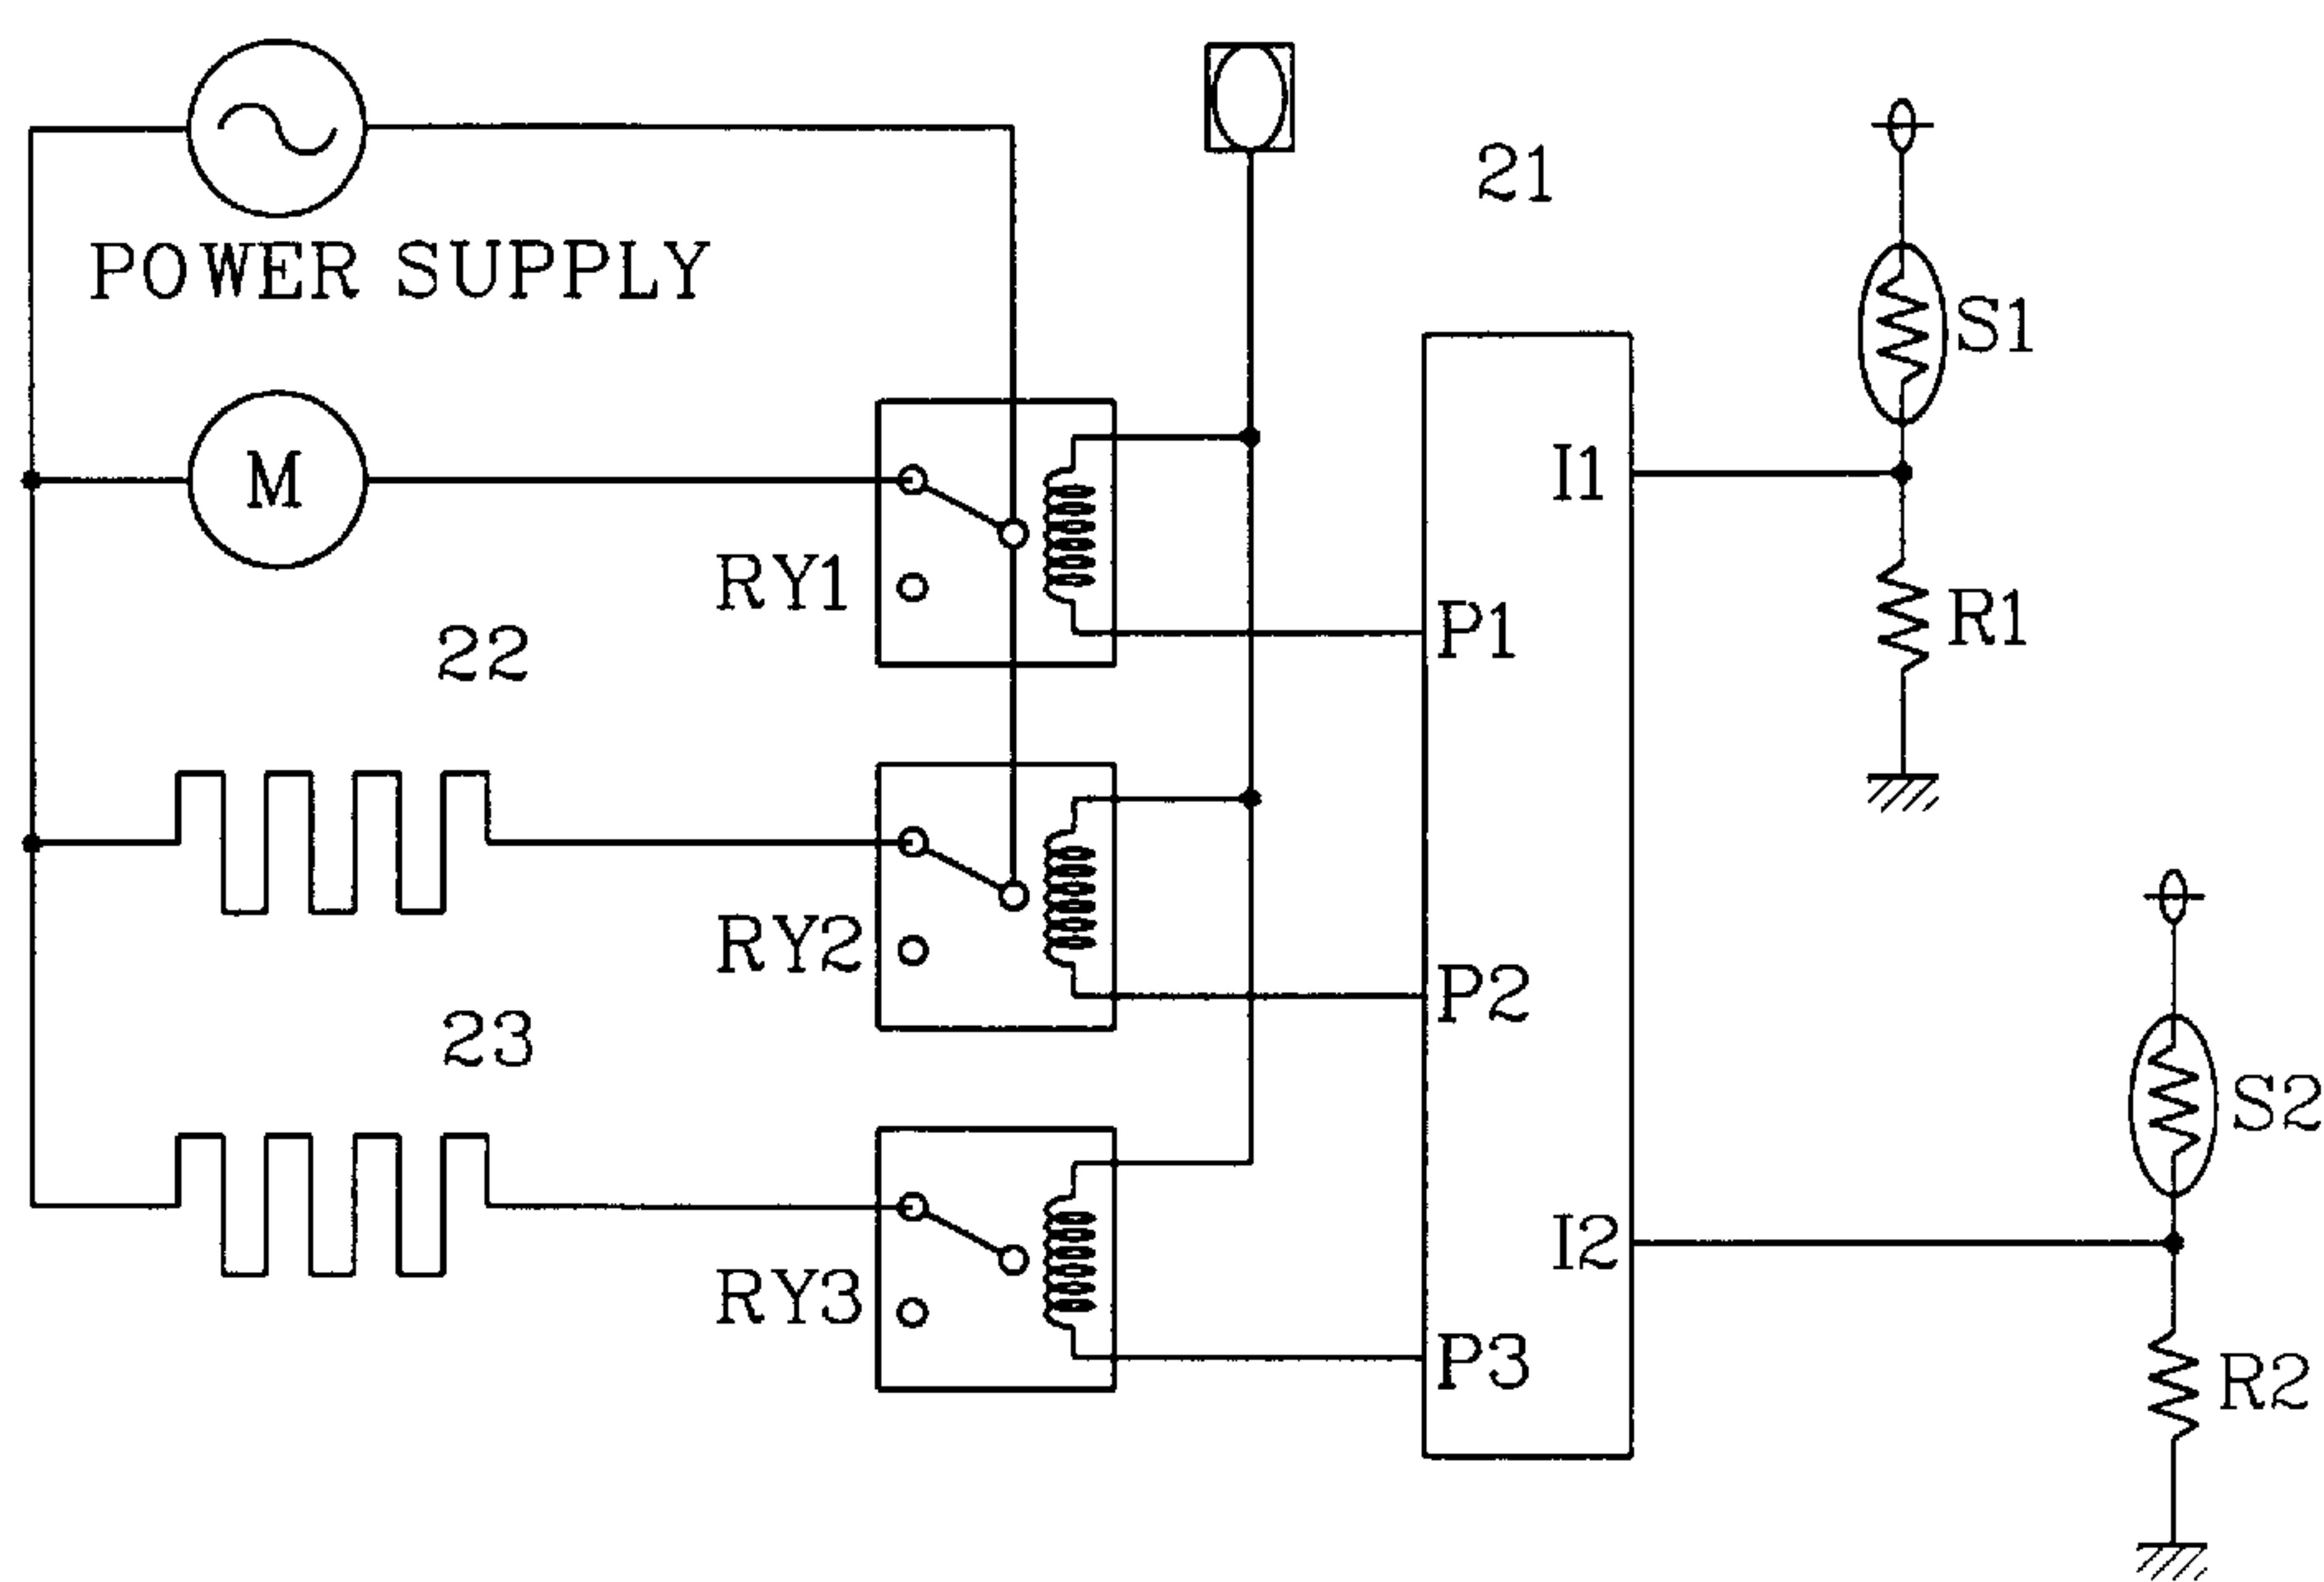 21
POWER SUPPLY
S1
M
I1
RY1
P1
R1
22
RY2
P2
23
S2
I2
RY3
P3
R2